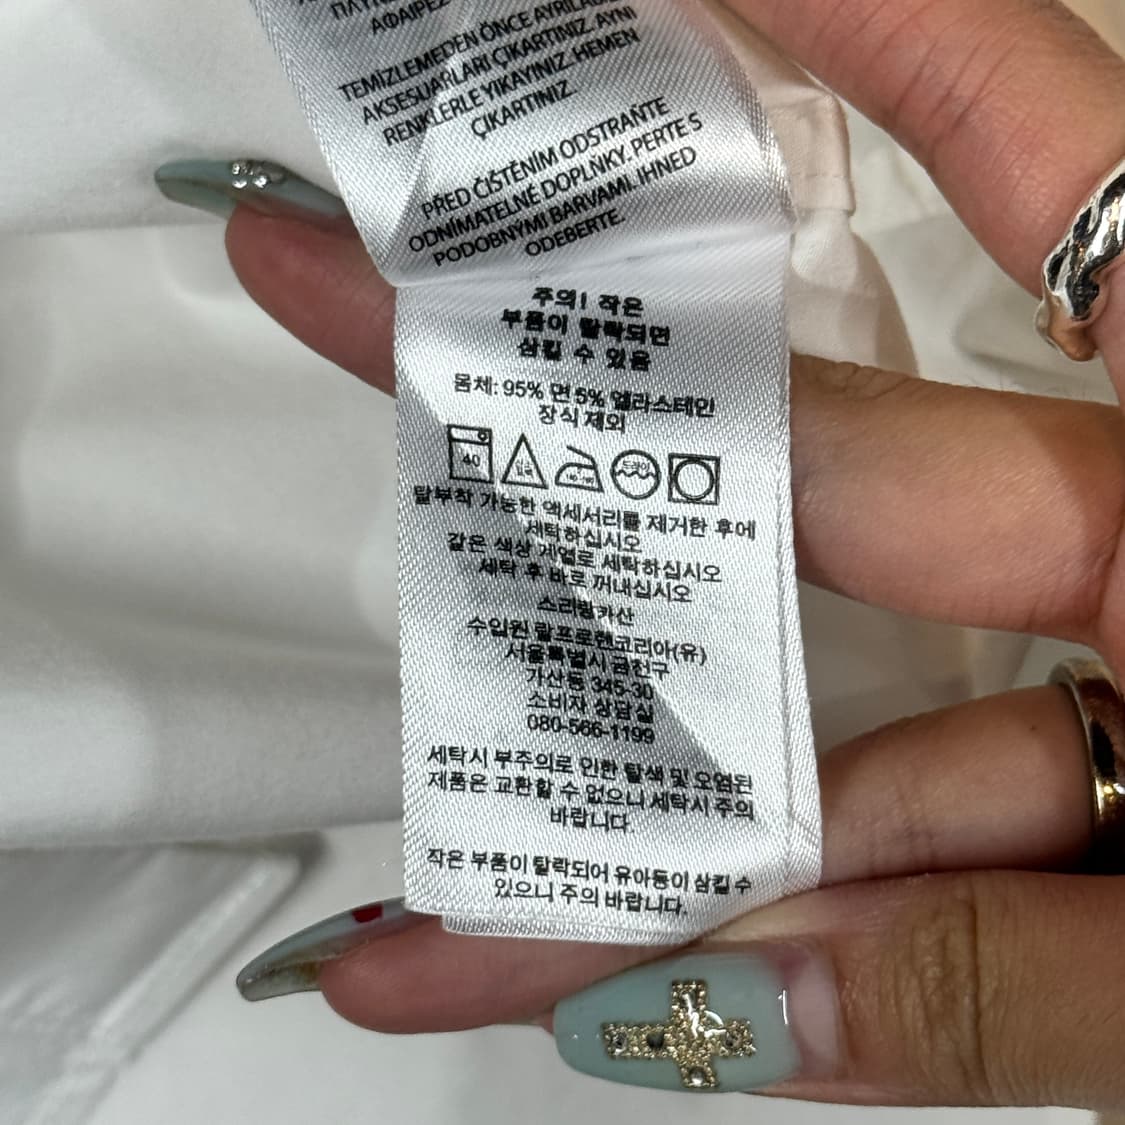 ΑΦΑΙΡΕΣ
TEMİZLEMEDEN ÖNCE AYRILAB
AKSESUARLARI ÇIKARTINIZ. AYNI
RENKLERLE YIKAYINIZ. HEMEN
ÇIKARTINIZ.
PŘED ČIŠTĚNÍM ODSTRAŇTE
ODNÍMATELNÉ DOPLŇKY. PERTE S
PODOBNÝMI BARVAMI. IHNED
ODEBERTE.
주의! 작은
부품이 탈락되면
삼킬 수 있음
몸체: 95% 면 5% 엘라스테인
장식 제외
40
탈부착 가능한 액세서리를 제거한 후에
세탁하십시오
같은 색상 계열로 세탁하십시오
세탁 후 바로 꺼내십시오
스리랑카산
수입원 랄프로렌코리아(유)
서울특별시 금천구
가산동 345-30
소비자 상담실
080-566-1199
세탁시 부주의로 인한 탈색 및 오염된
제품은 교환할 수 없으니 세탁시 주의
바랍니다.
작은 부품이 탈락되어 유아동이 삼킬 수
있으니 주의 바랍니다.